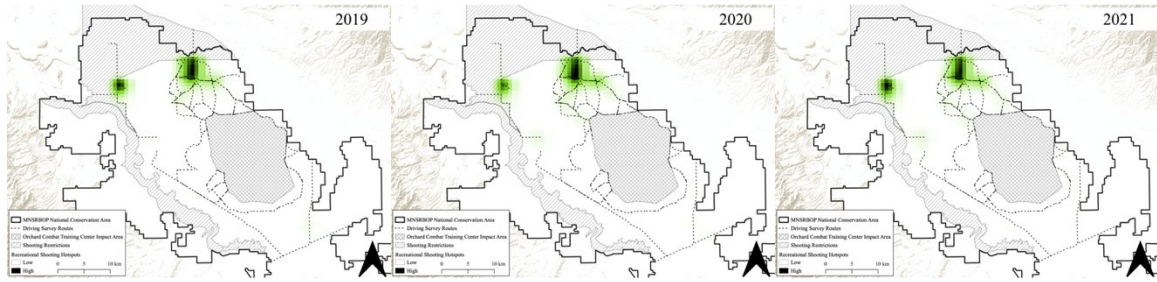 2019
MNSRBOP National Conservation Area
Driving Survey Routes
Orchard Combat Training Center Impact Area
Shooting Restrictions
Recreational Shooting Hotspots
Low
High
0 5 10 km
2020
MNSRBOP National Conservation Area
Driving Survey Routes
Orchard Combat Training Center Impact Area
Shooting Restrictions
Recreational Shooting Hotspots
Low
High
0 5 10 km
2021
MNSRBOP National Conservation Area
Driving Survey Routes
Orchard Combat Training Center Impact Area
Shooting Restrictions
Recreational Shooting Hotspots
Low
High
0 5 10 km